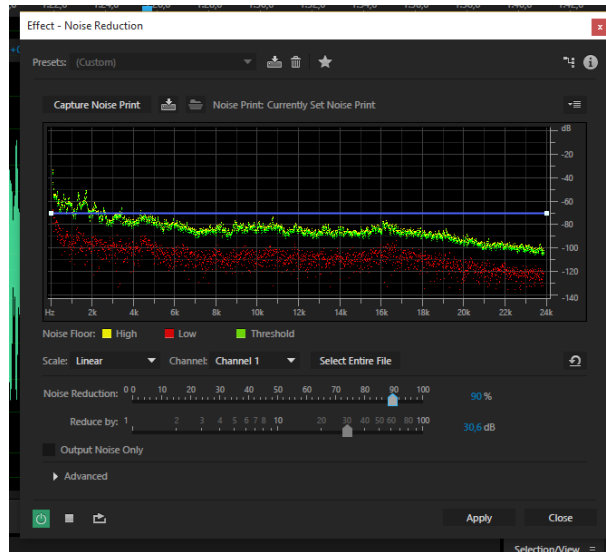 Effect - Noise Reduction
x
Presets: (Custom)
Capture Noise Print Noise Print: Currently Set Noise Print
dB
-20
-40
-60
-80
-100
-120
-140
Hz 2k 4k 6k 8k 10k 12k 14k 16k 18k 20k 22k 24k
Noise Floor: High Low Threshold
Scale: Linear Channel: Channel 1 Select Entire File
Noise Reduction: 0 0 10 20 30 40 50 60 70 80 90 100 90 %
Reduce by: 1 2 3 4 5 6 7 8 10 20 30 40 50 60 80 100 30,6 dB
Output Noise Only
Advanced
Apply Close
Selection/View